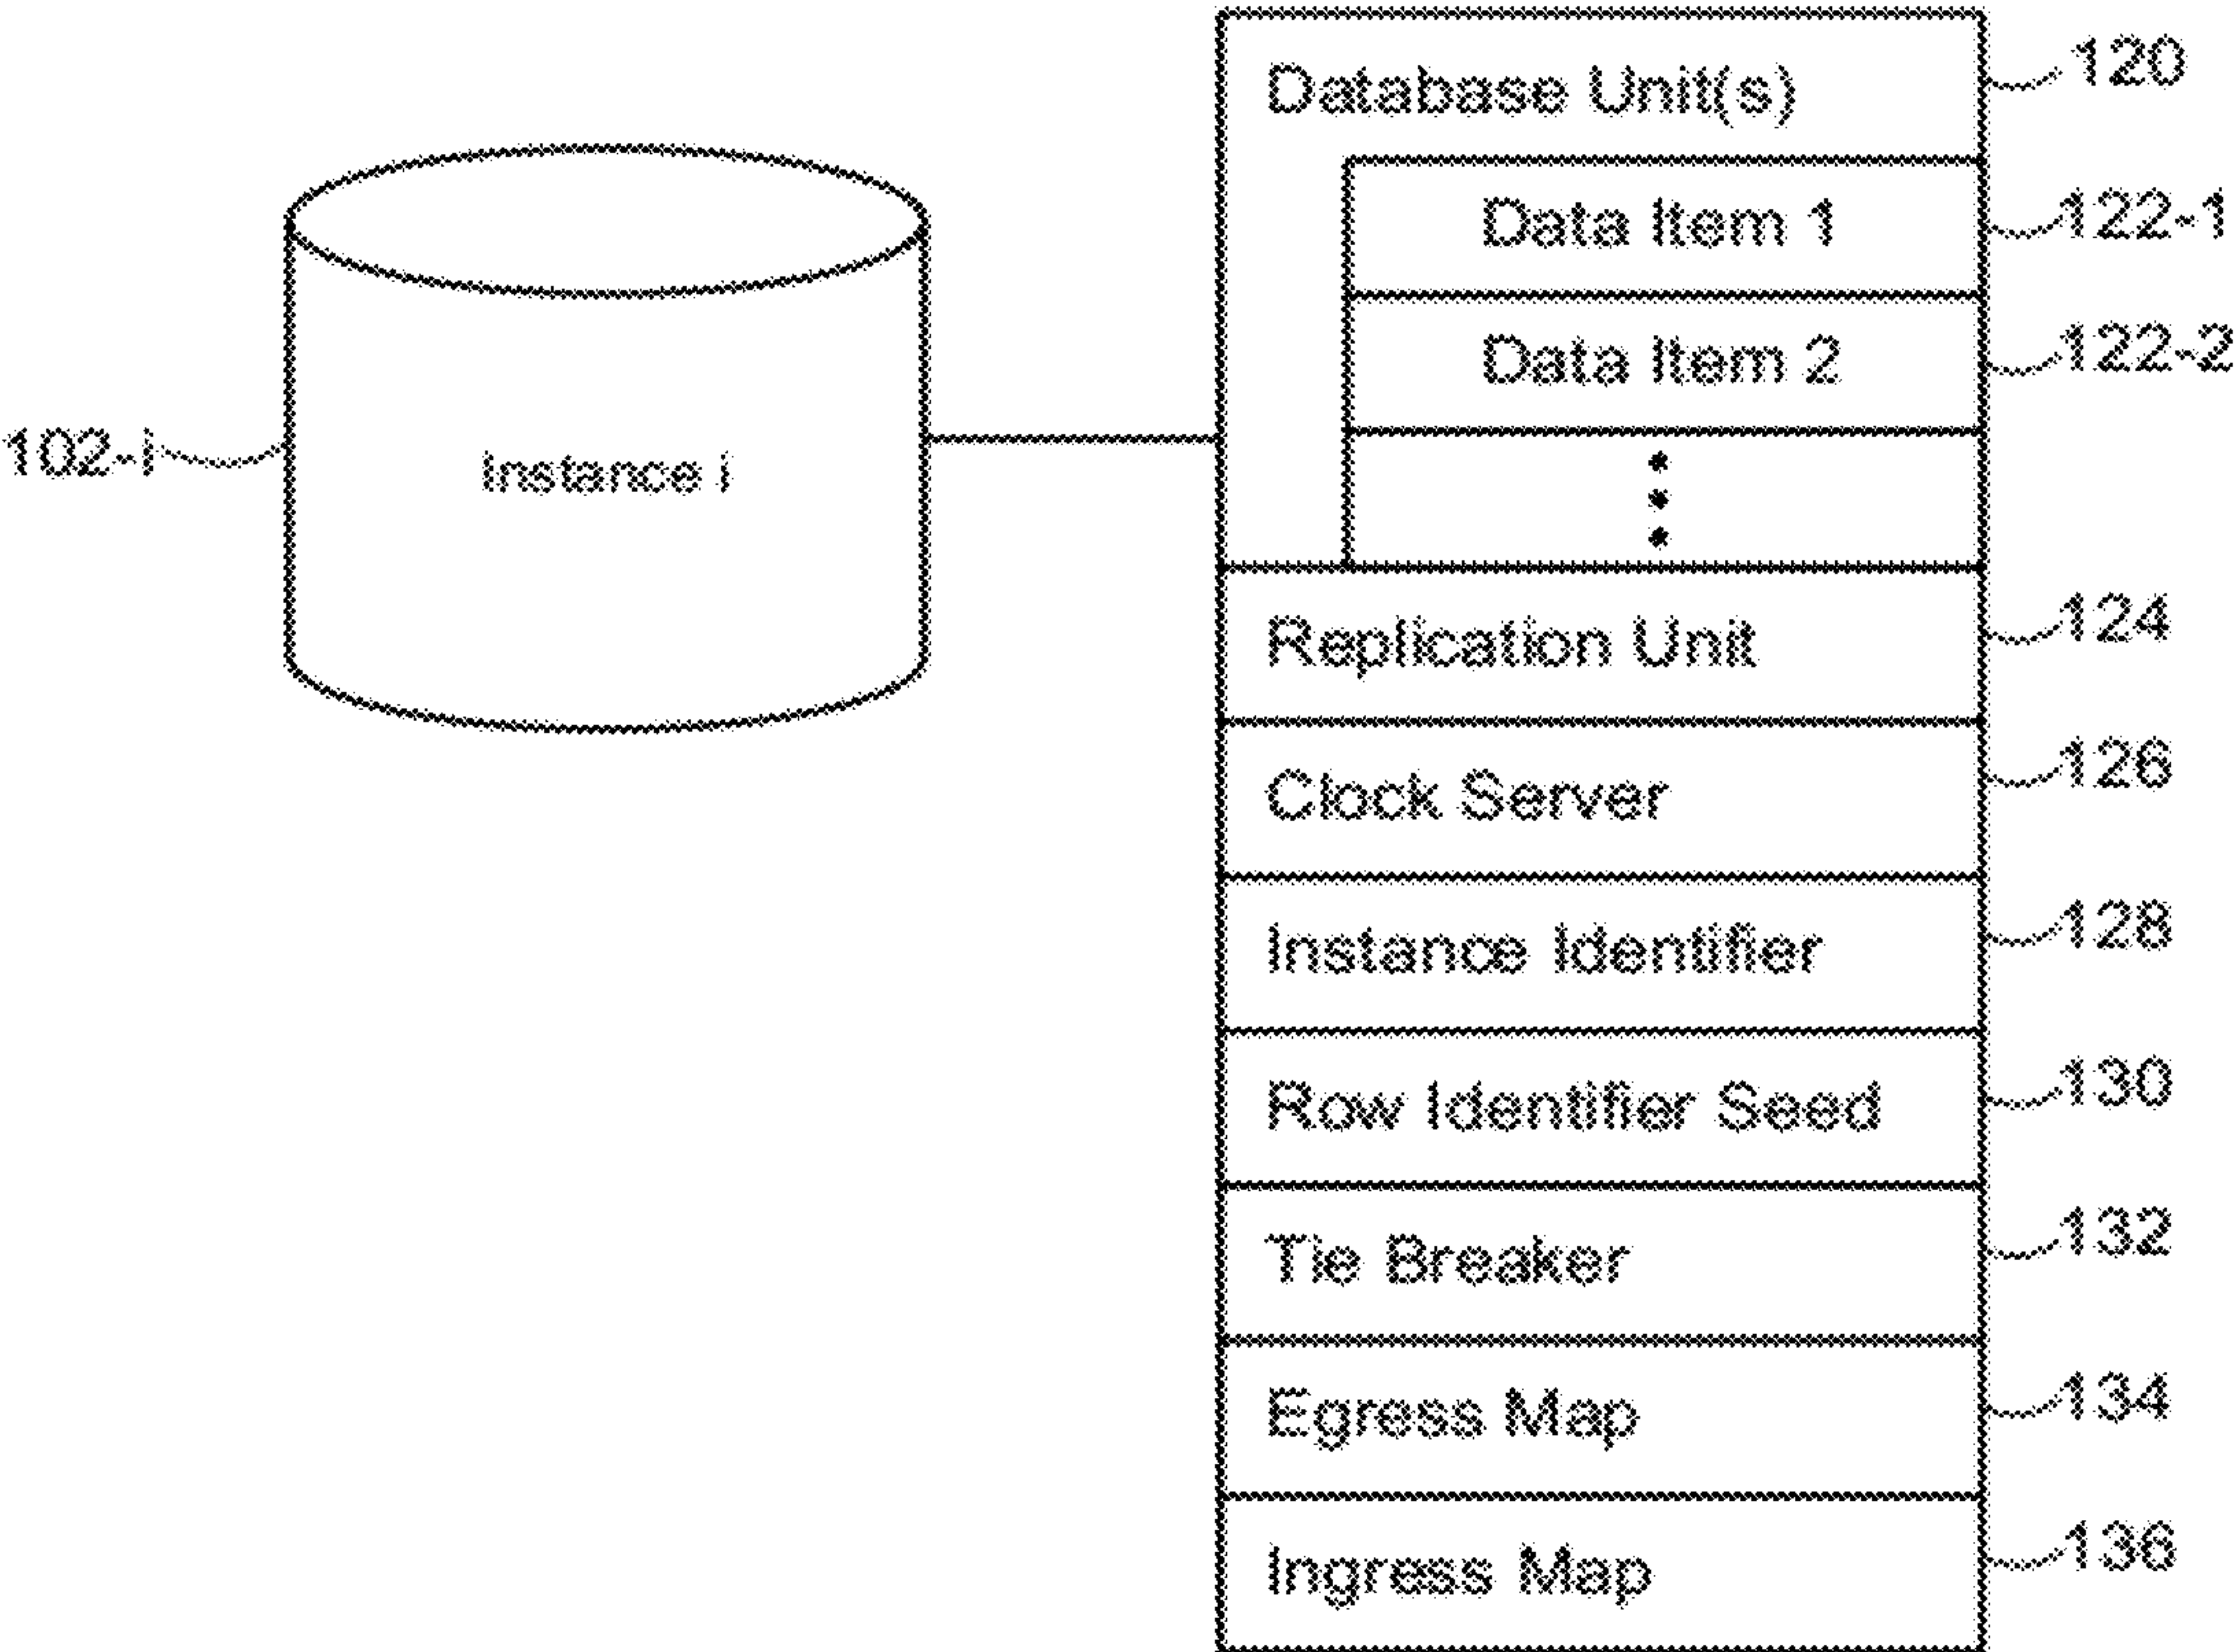 Database Unit(s) 120
Data Item 1 122-1
Data Item 2 122-2
102-i Instance i
Replication Unit 124
Clock Server 126
Instance Identifier 128
Row Identifier Seed 130
Tie Breaker 132
Egress Map 134
Ingress Map 136